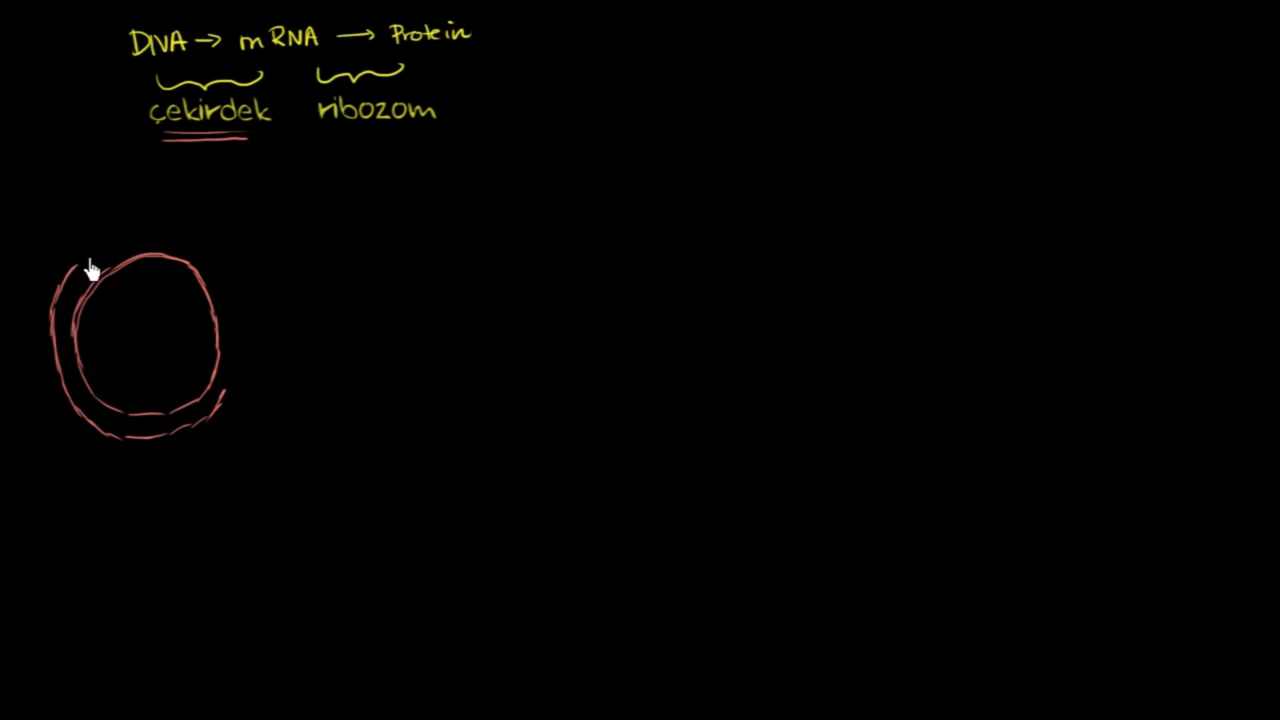 DNA → mRNA → Protein
çekirdek ribozom